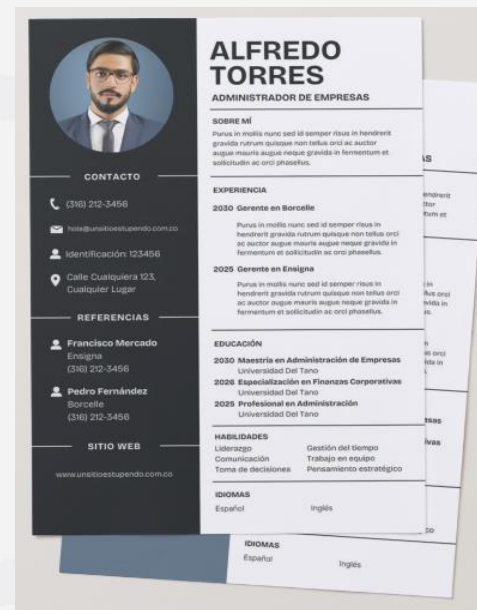 ALFREDO
TORRES
ADMINISTRADOR DE EMPRESAS
SOBRE MÍ
Purus in mollis nunc sed id semper risus in hendrerit
gravida rutrum quisque non tellus orci ac auctor
augue mauris augue neque gravida in fermentum et
sollicitudin ac orci phasellus.
CONTACTO
(316) 212-3456
hola@unsitioestupendo.com.co
Identificación: 123456
Calle Cualquiera 123,
Cualquier Lugar
REFERENCIAS
Francisco Mercado
Ensigna
(316) 212-3456
Pedro Fernández
Borcelle
(316) 212-3456
SITIO WEB
www.unsitioestupendo.com.co
EXPERIENCIA
2030 Gerente en Borcelle
Purus in mollis nunc sed id semper risus in
hendrerit gravida rutrum quisque non tellus orci
ac auctor augue mauris augue neque gravida in
fermentum et sollicitudin ac orci phasellus.
2025 Gerente en Ensigna
Purus in mollis nunc sed id semper risus in
hendrerit gravida rutrum quisque non tellus orci
ac auctor augue mauris augue neque gravida in
fermentum et sollicitudin ac orci phasellus.
EDUCACIÓN
2030 Maestría en Administración de Empresas
Universidad Del Tano
2026 Especialización en Finanzas Corporativas
Universidad Del Tano
2025 Profesional en Administración
Universidad Del Tano
HABILIDADES
Liderazgo Gestión del tiempo
Comunicación Trabajo en equipo
Toma de decisiones Pensamiento estratégico
IDIOMAS
Español Inglés
IDIOMAS
Español Inglés